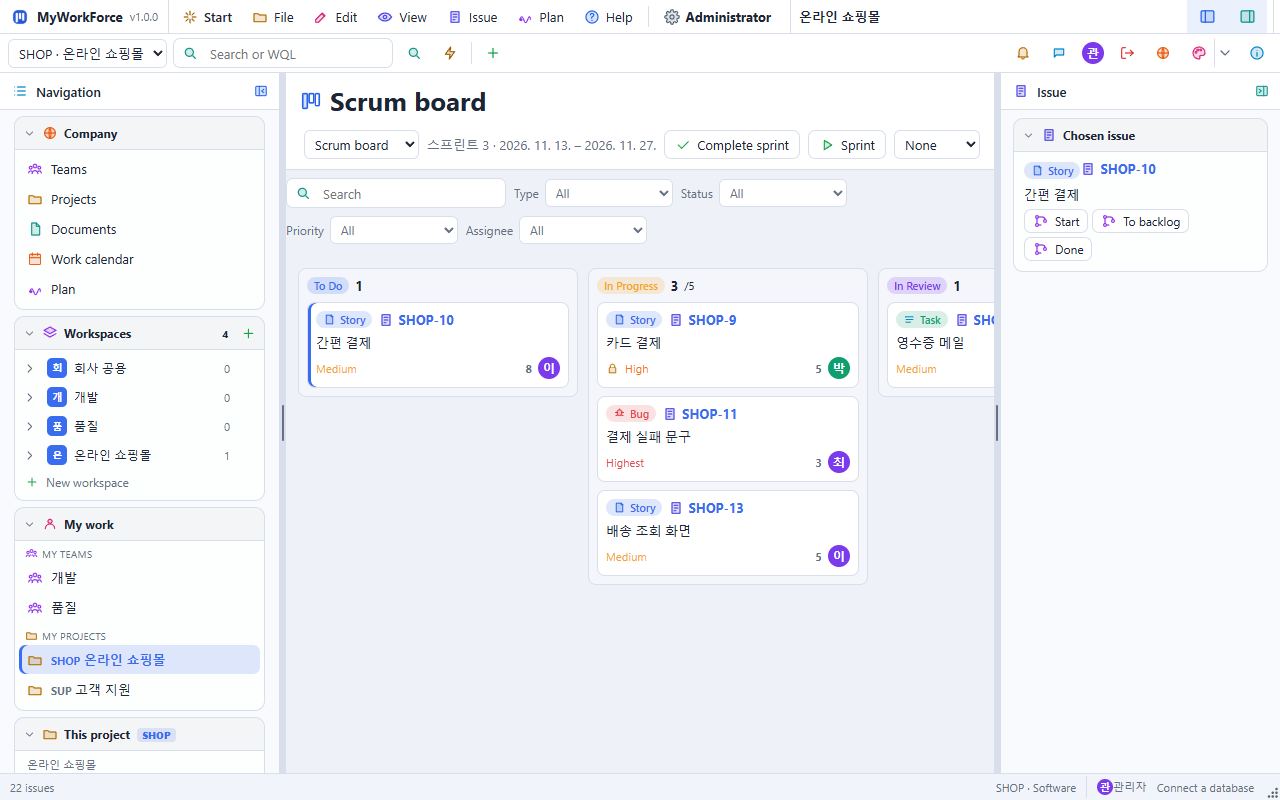 MyWorkForce v1.0.0 Start File Edit View Issue Plan Help Administrator 온라인 쇼핑몰
SHOP · 온라인 쇼핑몰 Search or WQL 관
Navigation
Company
Teams
Projects
Documents
Work calendar
Plan
Workspaces 4
회 회사 공용 0
개 개발 0
품 품질 0
온 온라인 쇼핑몰 1
New workspace
My work
MY TEAMS
개발
품질
MY PROJECTS
SHOP 온라인 쇼핑몰
SUP 고객 지원
This project SHOP
온라인 쇼핑몰
Scrum board
Scrum board 스프린트 3 · 2026. 11. 13. – 2026. 11. 27. Complete sprint Sprint None
Search Type All Status All
Priority All Assignee All
To Do 1
Story SHOP-10
간편 결제
Medium 8 이
In Progress 3 /5
Story SHOP-9
카드 결제
High 5 박
Bug SHOP-11
결제 실패 문구
Highest 3 최
Story SHOP-13
배송 조회 화면
Medium 5 이
In Review 1
Task SHO
영수증 메일
Medium
Issue
Chosen issue
Story SHOP-10
간편 결제
Start To backlog
Done
22 issues SHOP · Software 관 관리자 Connect a database